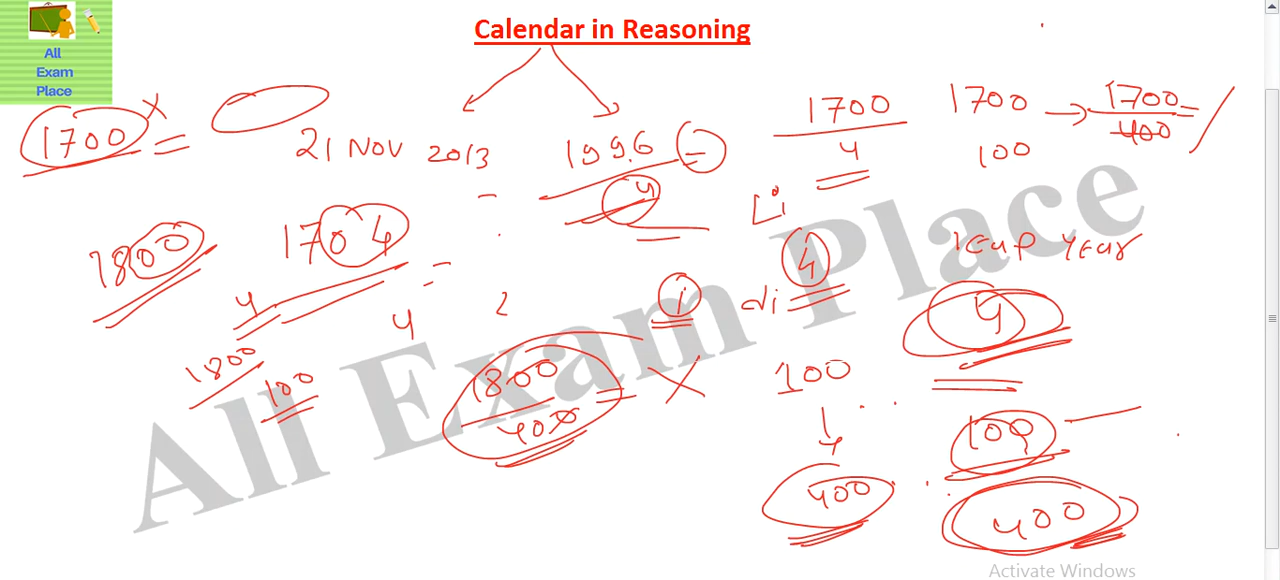 Calendar in Reasoning
All
Exam
Place
1700 x =
21 NOV 2013
1996
4
1700
4
1700
100
1700
400
1800
1704
4
4
2
i
Li
4
di
LEAP YEAR
4
1800
100
1800
400
100
4
400
100
400
All Exam Place
Activate Windows